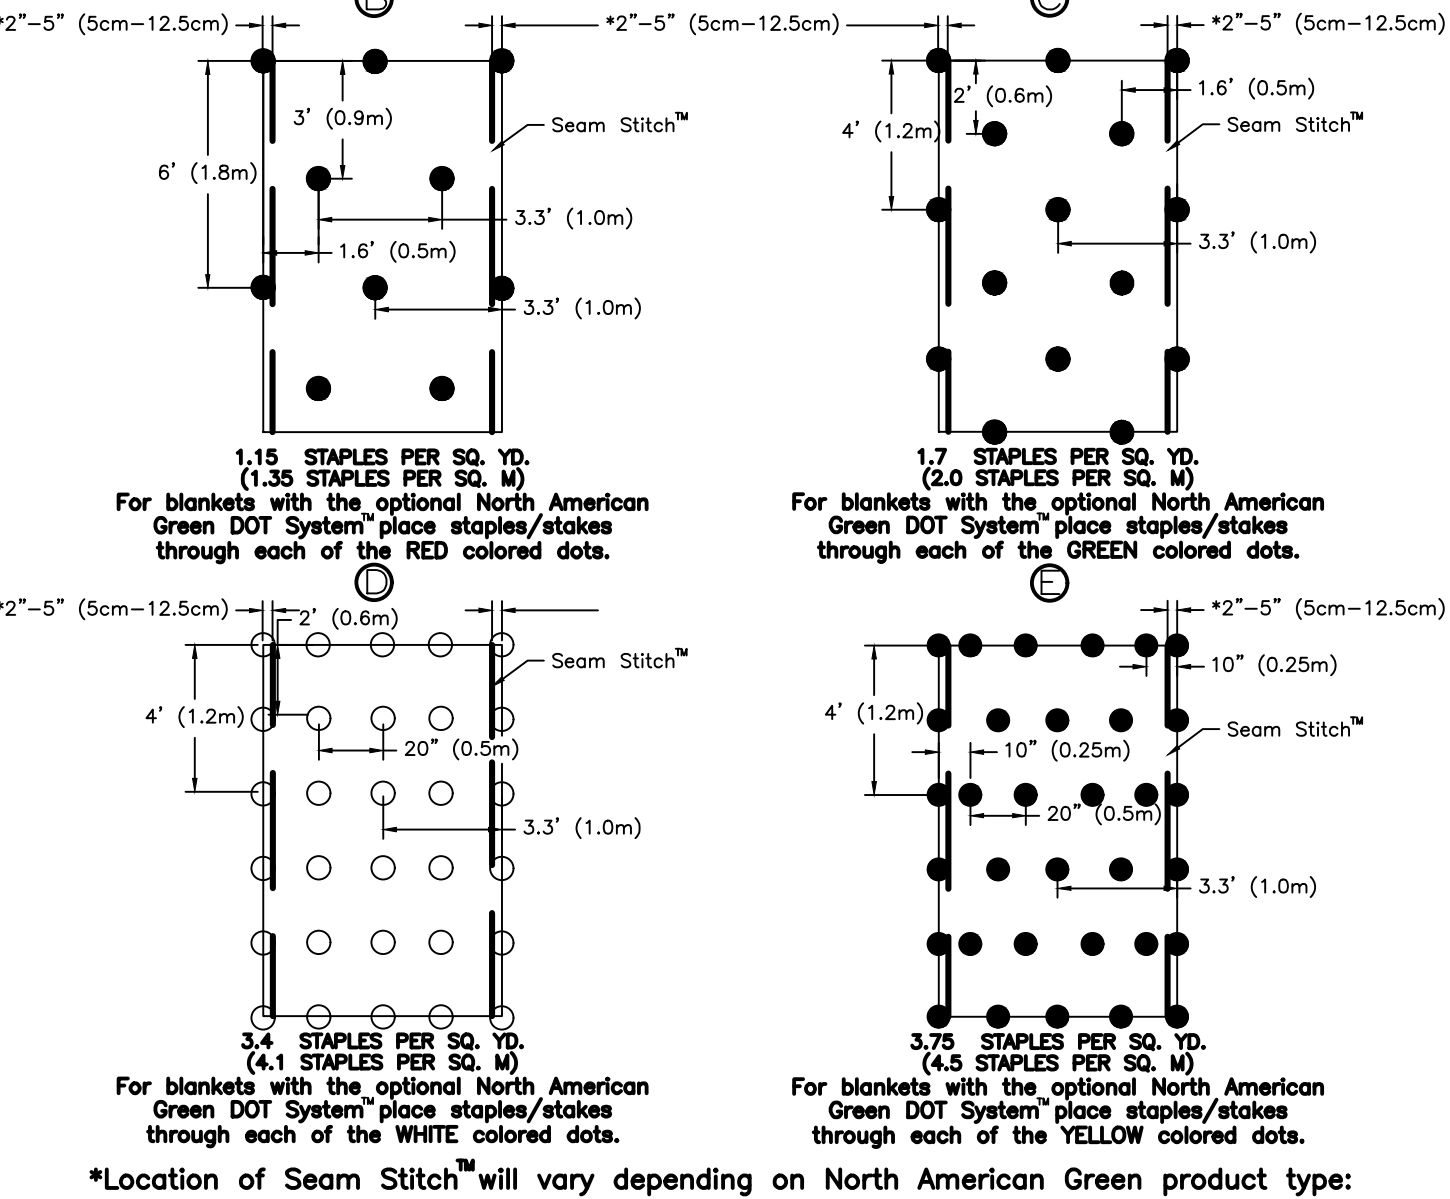 B
*2”-5” (5cm-12.5cm)
*2”-5” (5cm-12.5cm)
3’ (0.9m)
Seam Stitch™
6’ (1.8m)
3.3’ (1.0m)
1.6’ (0.5m)
3.3’ (1.0m)
1.15 STAPLES PER SQ. YD.
(1.35 STAPLES PER SQ. M)
For blankets with the optional North American
Green DOT System™ place staples/stakes
through each of the RED colored dots.
C
*2”-5” (5cm-12.5cm)
2’ (0.6m)
1.6’ (0.5m)
4’ (1.2m)
Seam Stitch™
3.3’ (1.0m)
1.7 STAPLES PER SQ. YD.
(2.0 STAPLES PER SQ. M)
For blankets with the optional North American
Green DOT System™ place staples/stakes
through each of the GREEN colored dots.
D
*2”-5” (5cm-12.5cm)
2’ (0.6m)
Seam Stitch™
4’ (1.2m)
20” (0.5m)
3.3’ (1.0m)
3.4 STAPLES PER SQ. YD.
(4.1 STAPLES PER SQ. M)
For blankets with the optional North American
Green DOT System™ place staples/stakes
through each of the WHITE colored dots.
E
*2”-5” (5cm-12.5cm)
10” (0.25m)
4’ (1.2m)
Seam Stitch™
10” (0.25m)
20” (0.5m)
3.3’ (1.0m)
3.75 STAPLES PER SQ. YD.
(4.5 STAPLES PER SQ. M)
For blankets with the optional North American
Green DOT System™ place staples/stakes
through each of the YELLOW colored dots.
*Location of Seam Stitch™ will vary depending on North American Green product type: